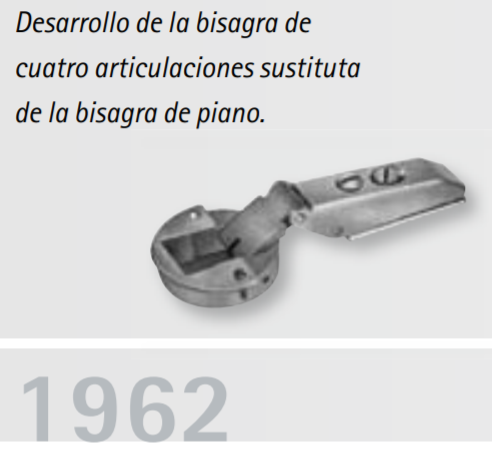 Desarrollo de la bisagra de
cuatro articulaciones sustituta
de la bisagra de piano.
1962